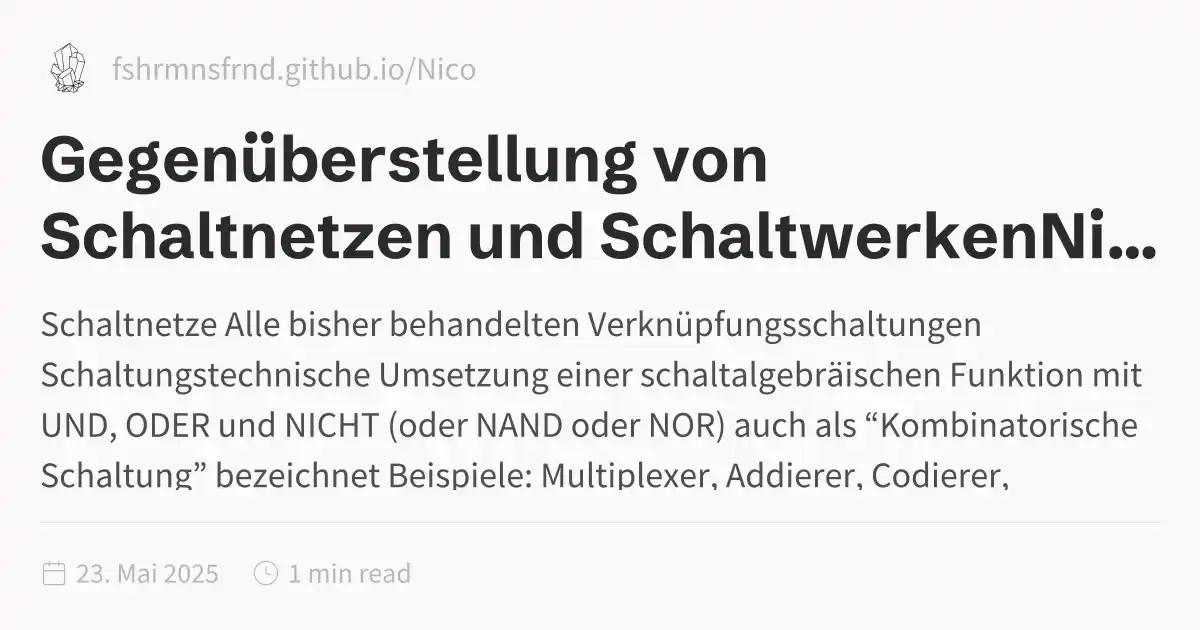 fshrmnsfrnd.github.io/Nico
Gegenüberstellung von
Schaltnetzen und SchaltwerkenNi...
Schaltnetze Alle bisher behandelten Verknüpfungsschaltungen
Schaltungstechnische Umsetzung einer schaltalgebräischen Funktion mit
UND, ODER und NICHT (oder NAND oder NOR) auch als “Kombinatorische
Schaltung” bezeichnet Beispiele: Multiplexer, Addierer, Codierer,
23. Mai 2025 1 min read